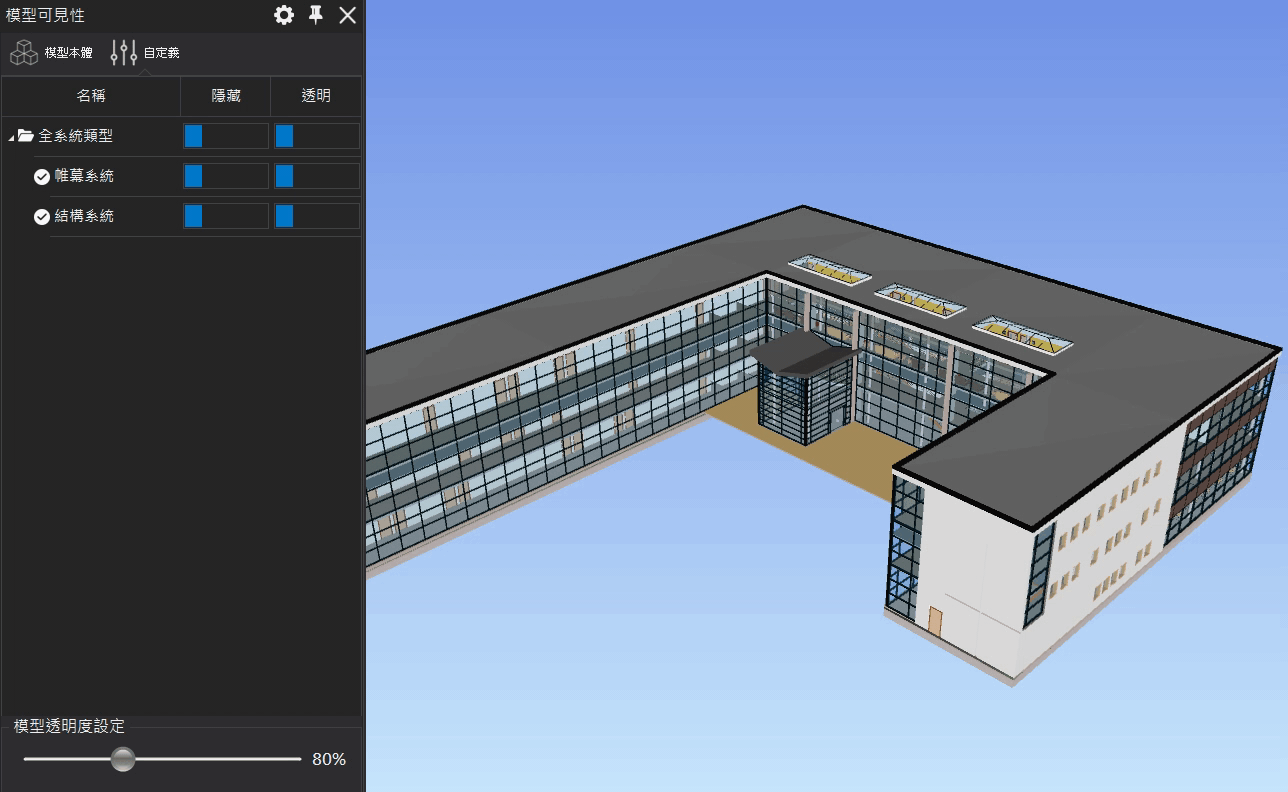 模型可見性
模型本體 自定義
名稱 隱藏 透明
全系統類型
帷幕系統
結構系統
模型透明度設定
80%